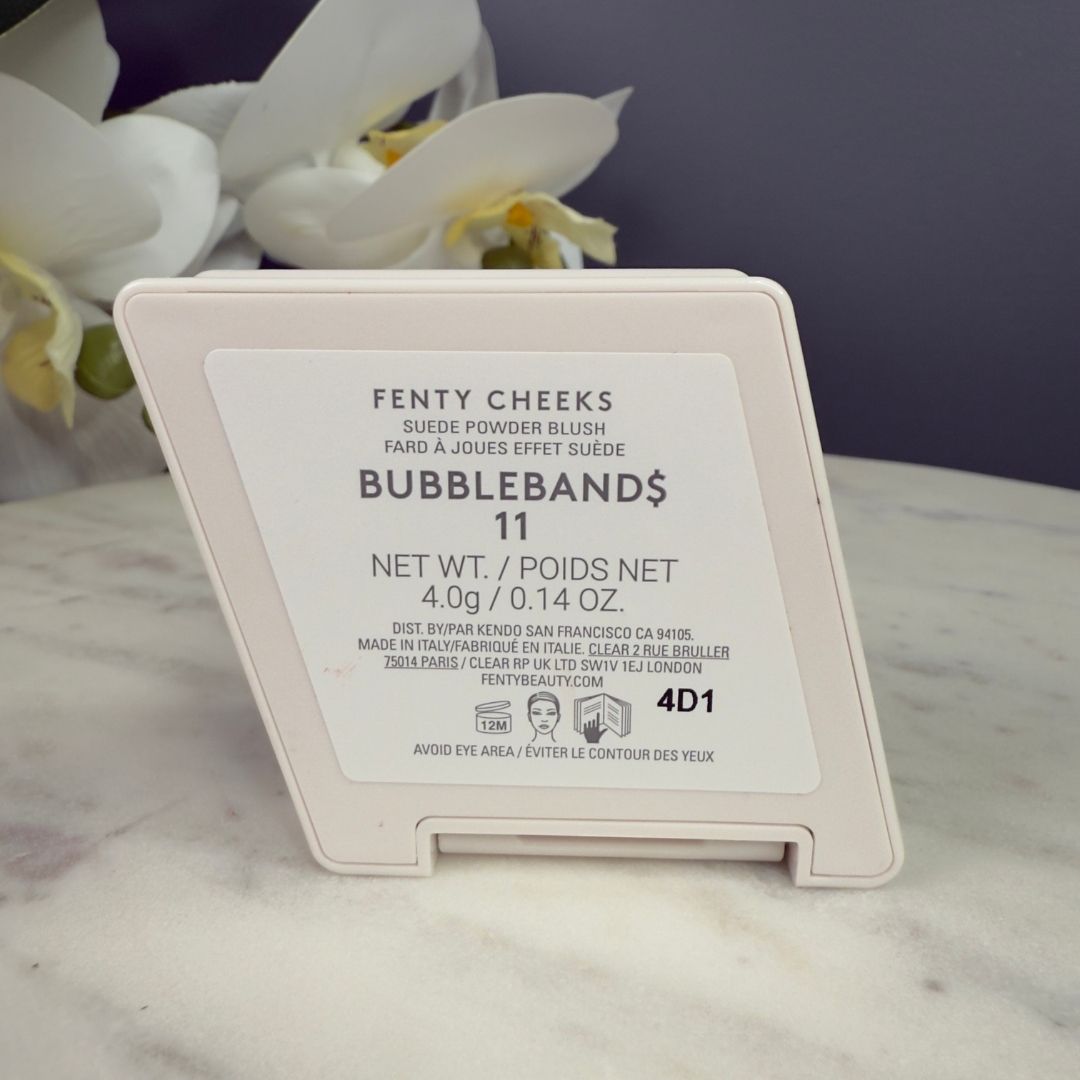 FENTY CHEEKS
SUEDE POWDER BLUSH
FARD À JOUES EFFET SUÈDE
BUBBLEBAND$
11
NET WT. / POIDS NET
4.0g / 0.14 OZ.
DIST. BY/PAR KENDO SAN FRANCISCO CA 94105.
MADE IN ITALY/FABRIQUÉ EN ITALIE. CLEAR 2 RUE BRULLER
75014 PARIS / CLEAR RP UK LTD SW1V 1EJ LONDON
FENTYBEAUTY.COM
12M
4D1
AVOID EYE AREA / ÉVITER LE CONTOUR DES YEUX